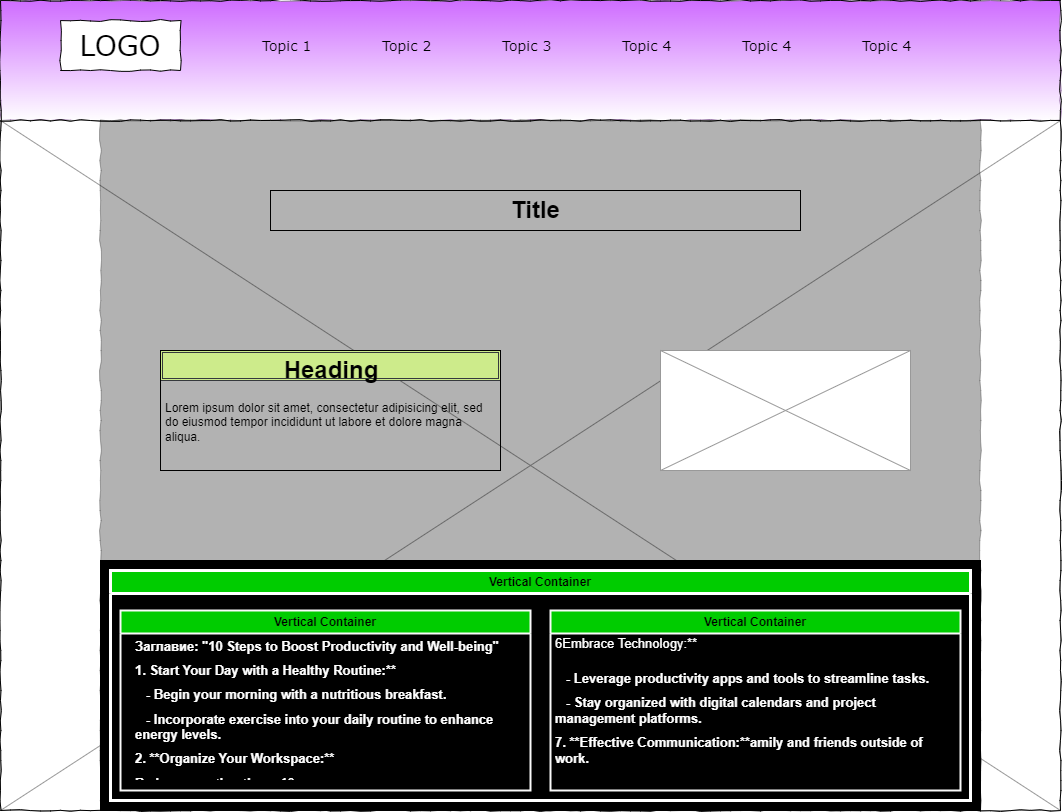 LOGO
Topic 1
Topic 2
Topic 3
Topic 4
Topic 4
Topic 4
Title
Heading
Lorem ipsum dolor sit amet, consectetur adipisicing elit, sed
do eiusmod tempor incididunt ut labore et dolore magna
aliqua.
Vertical Container
Vertical Container
Заглавие: "10 Steps to Boost Productivity and Well-being"
1. Start Your Day with a Healthy Routine:**
- Begin your morning with a nutritious breakfast.
- Incorporate exercise into your daily routine to enhance
energy levels.
2. **Organize Your Workspace:**
Vertical Container
6Embrace Technology:**
- Leverage productivity apps and tools to streamline tasks.
- Stay organized with digital calendars and project
management platforms.
7. **Effective Communication:**amily and friends outside of
work.